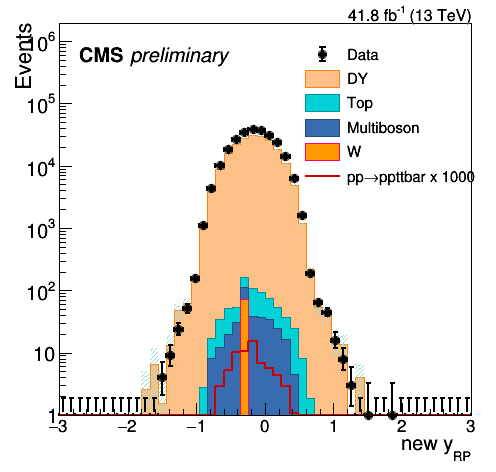 41.8 fb⁻¹ (13 TeV)
Events
CMS preliminary
Data
DY
Top
Multiboson
W
pp→ppttbar x 1000
10⁶
10⁵
10⁴
10³
10²
10
1
−3 −2 −1 0 1 2 3
new y_RP